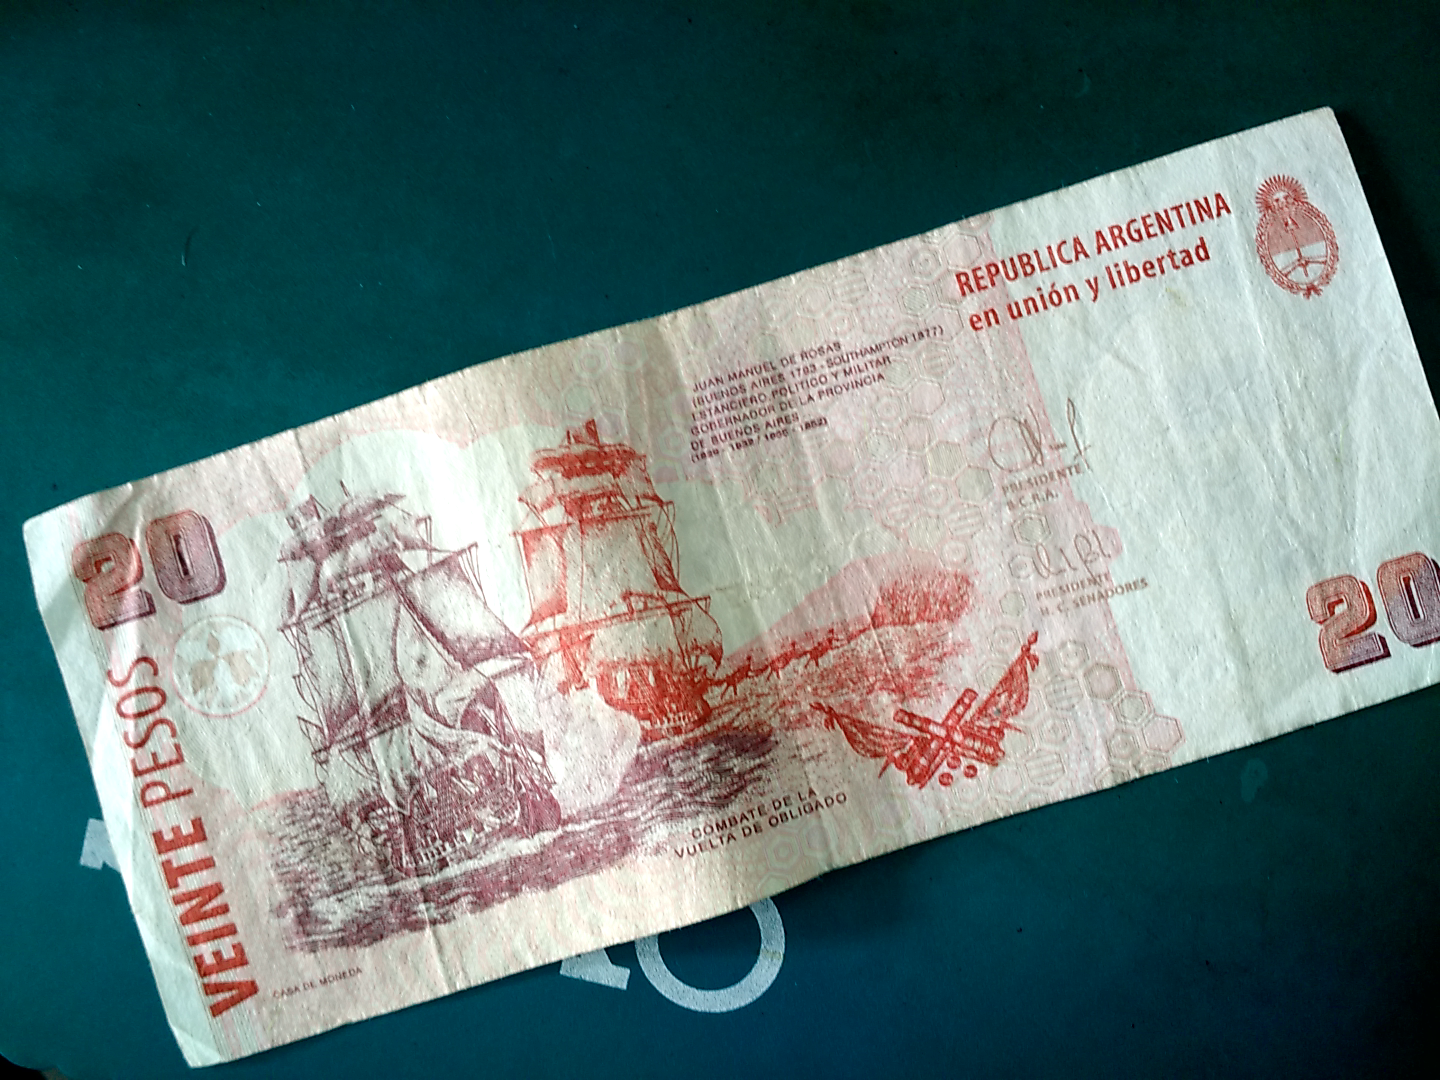 REPUBLICA ARGENTINA
en unión y libertad
JUAN MANUEL DE ROSAS
(BUENOS AIRES 1793 - SOUTHAMPTON 1877)
ESTANCIERO, POLITICO Y MILITAR
GOBERNADOR DE LA PROVINCIA
DE BUENOS AIRES
(1829 - 1832 / 1835 - 1852)
PRESIDENTE
B.C.R.A.
PRESIDENTE
H. C. SENADORES
20
VEINTE PESOS
20
COMBATE DE LA
VUELTA DE OBLIGADO
CASA DE MONEDA